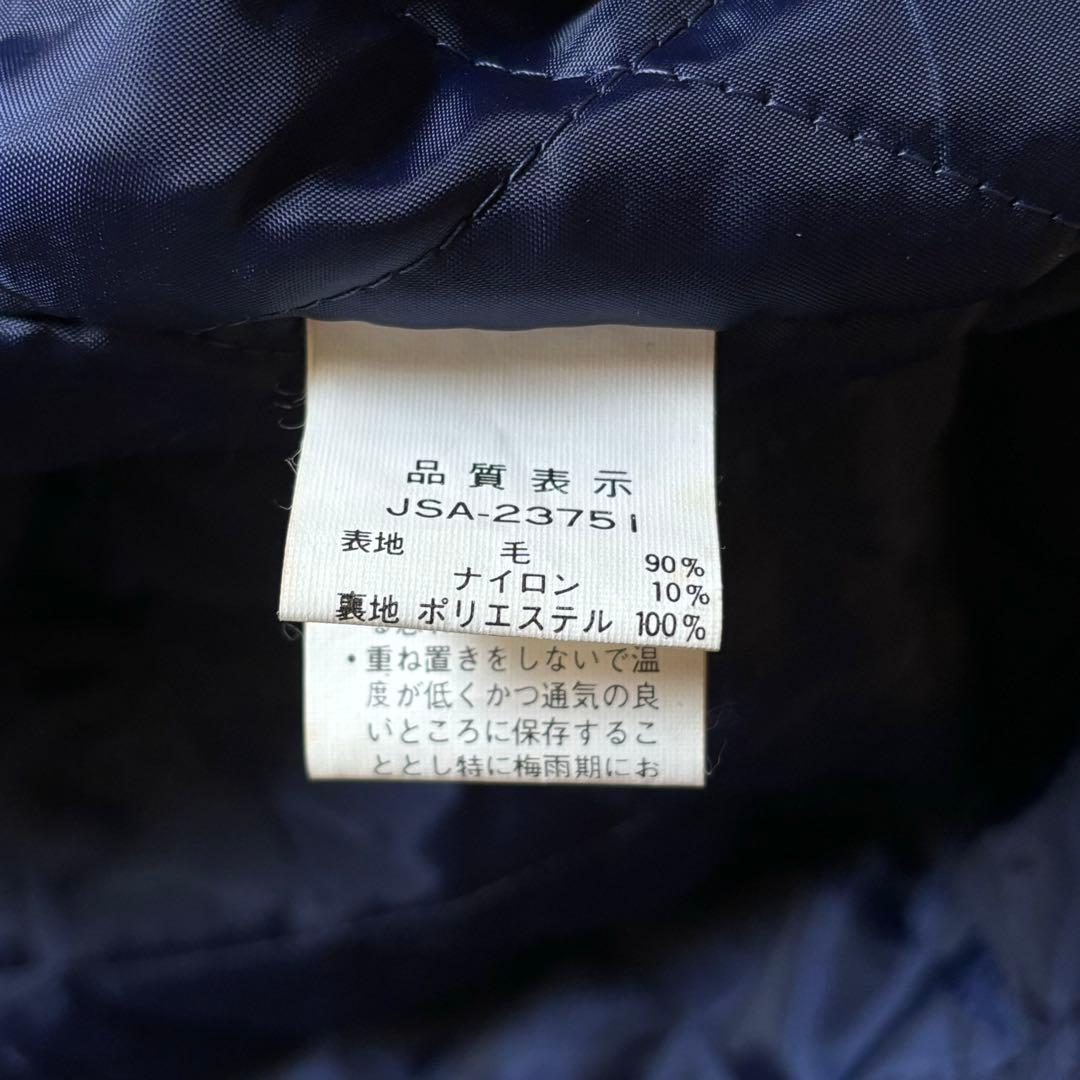 品質表示
JSA-23751
表地 毛 90%
ナイロン 10%
裏地 ポリエステル 100%
・重ね置きをしないで温
度が低くかつ通気の良
いところに保存するこ
ととし特に梅雨期にお